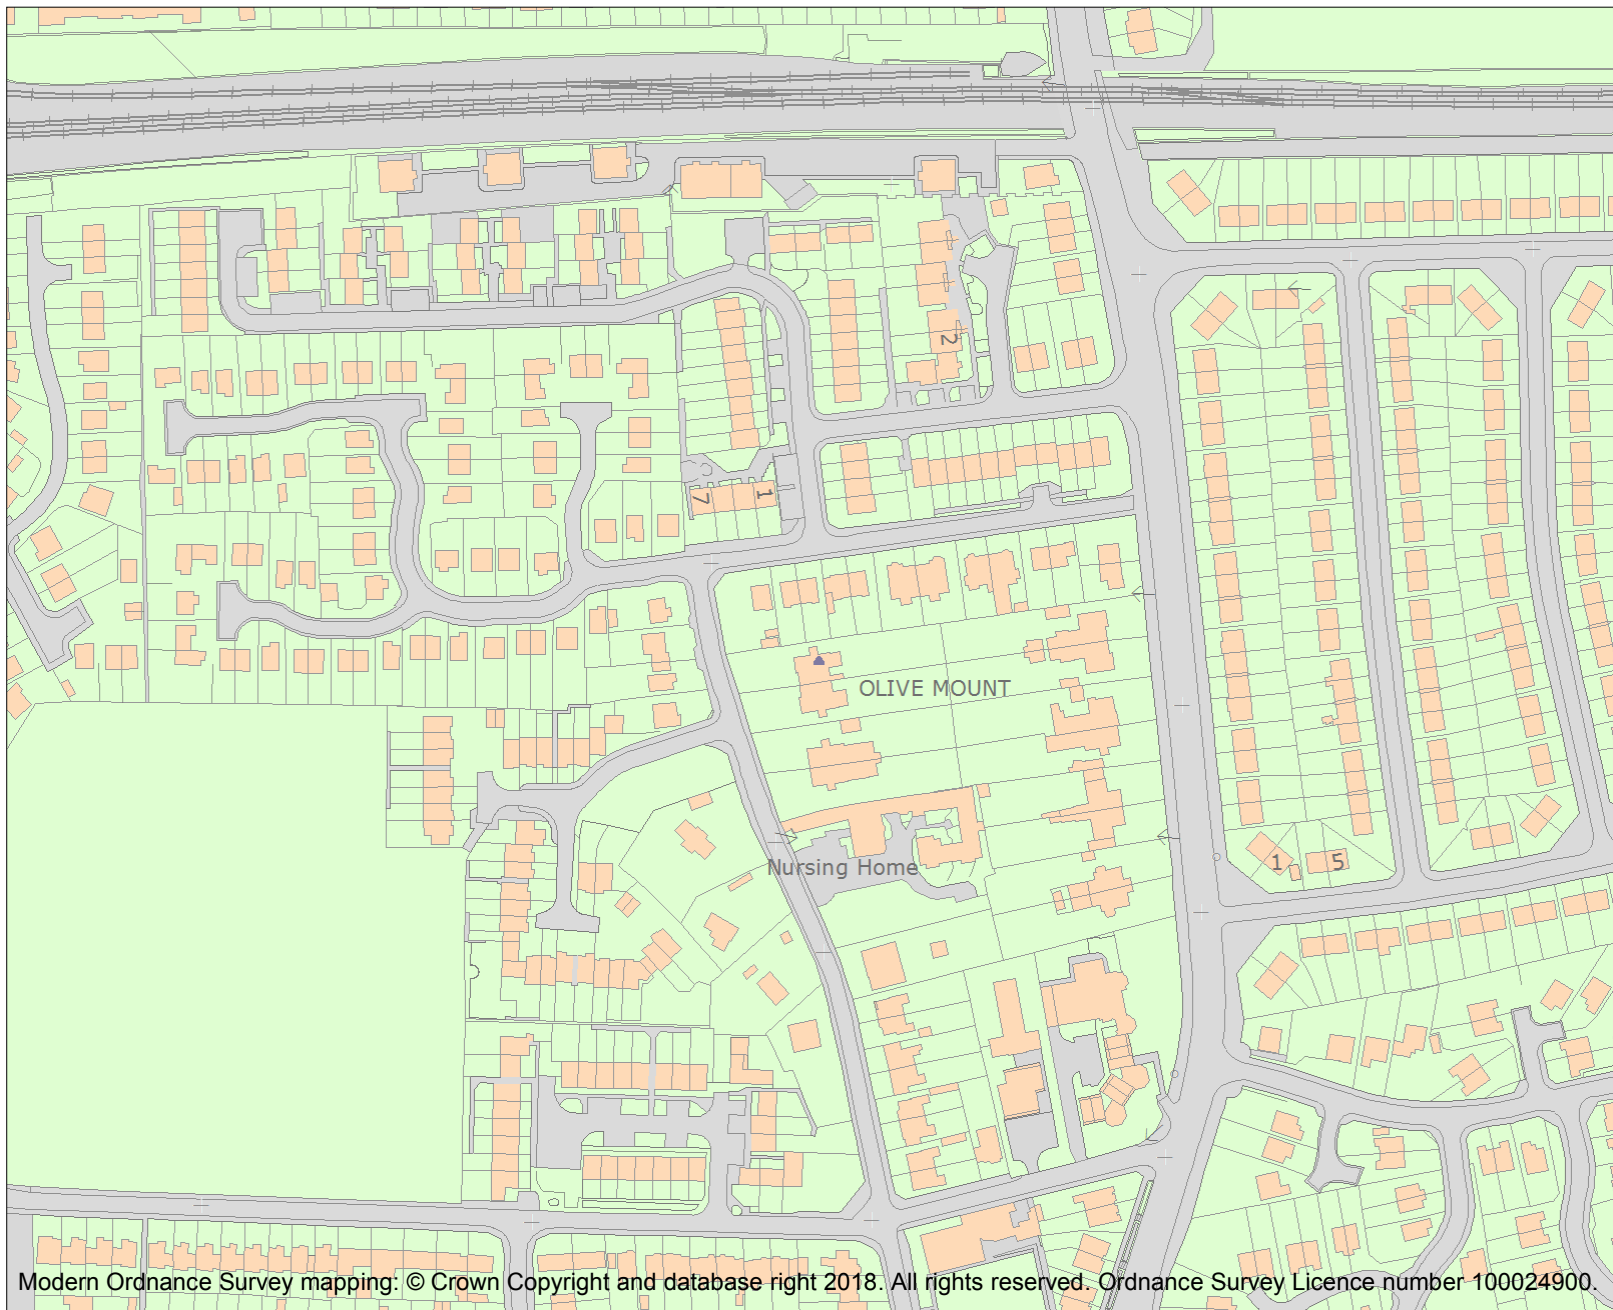 2
7
1
OLIVE MOUNT
Nursing Home
1
5
Modern Ordnance Survey mapping: © Crown Copyright and database right 2018. All rights reserved. Ordnance Survey Licence number 100024900.